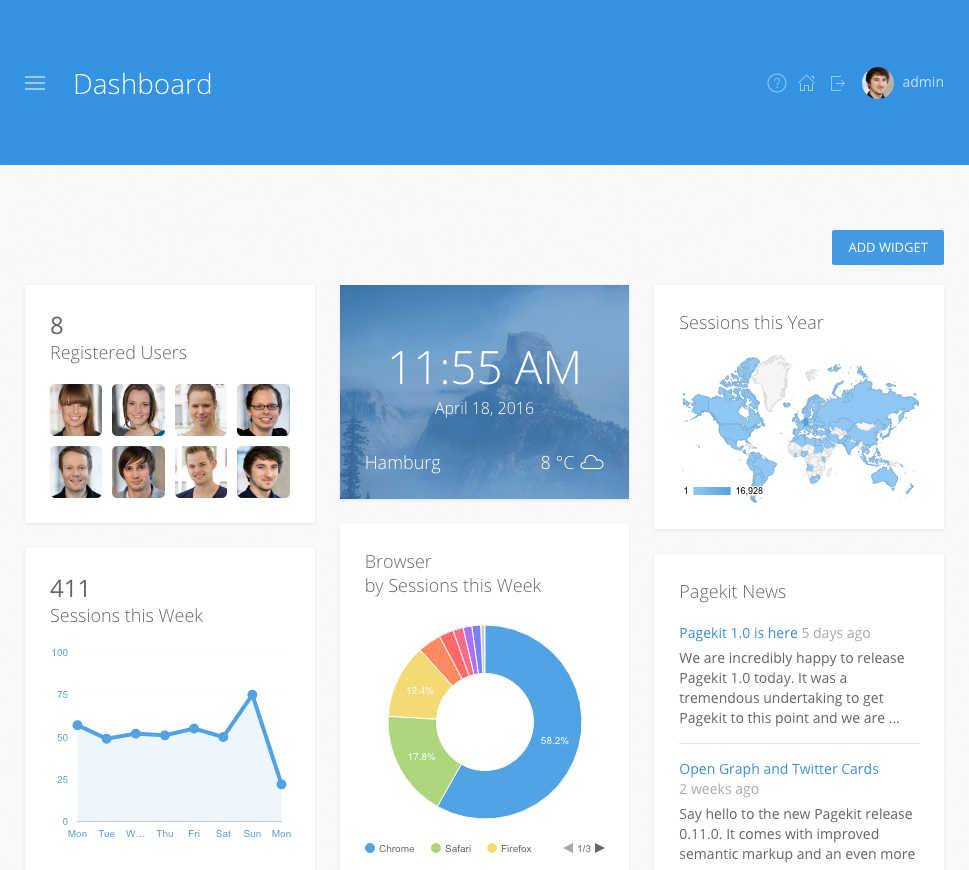 Dashboard
admin
ADD WIDGET
8
Registered Users
411
Sessions this Week
100
75
50
25
0
Mon Tue W... Thu Fri Sat Sun Mon
11:55 AM
April 18, 2016
Hamburg 8 °C
Browser
by Sessions this Week
12.4%
17.8%
58.2%
Chrome Safari Firefox 1/3
Sessions this Year
1 16,928
Pagekit News
Pagekit 1.0 is here 5 days ago
We are incredibly happy to release
Pagekit 1.0 today. It was a
tremendous undertaking to get
Pagekit to this point and we are ...
Open Graph and Twitter Cards
2 weeks ago
Say hello to the new Pagekit release
0.11.0. It comes with improved
semantic markup and an even more